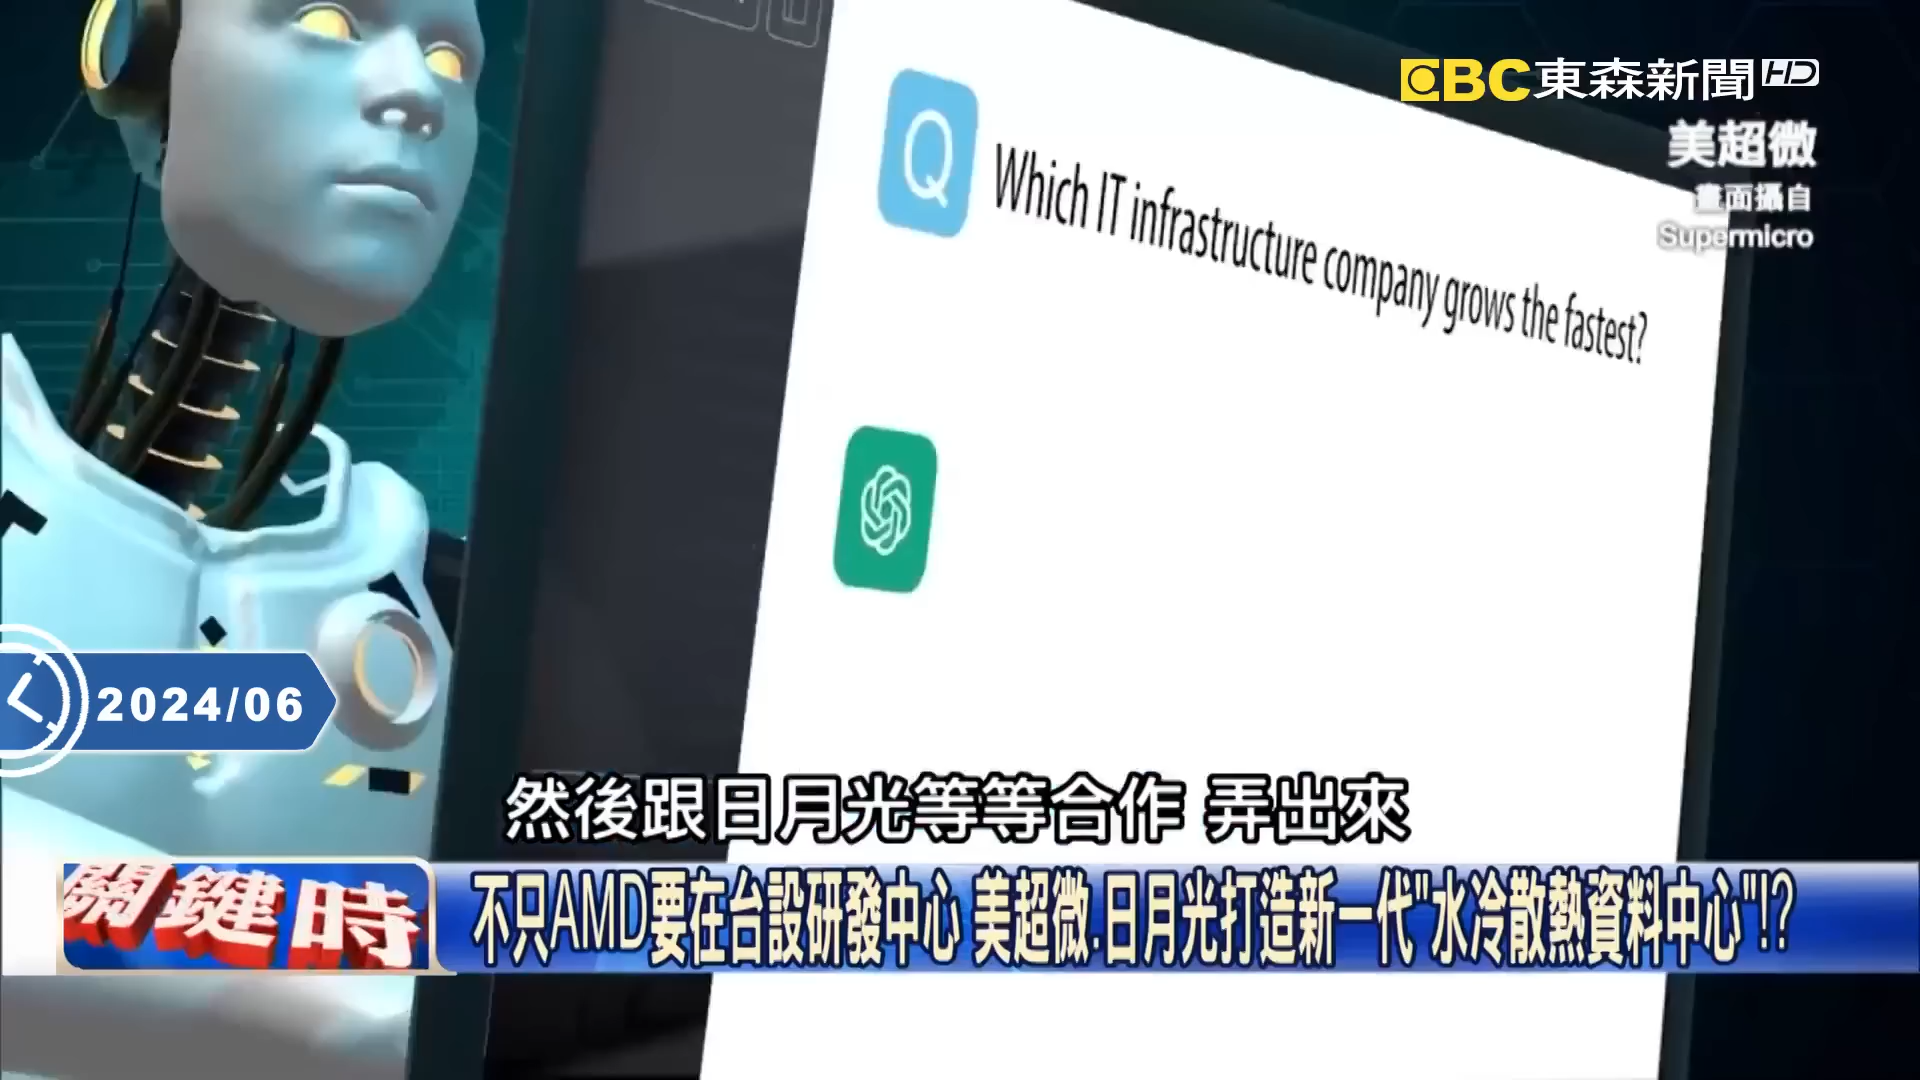 EBC東森新聞HD
美超微
畫面攝自
Supermicro
Q
Which IT infrastructure company grows the fastest?
2024/06
然後跟日月光等等合作 弄出來
關鍵時
不只AMD要在台設研發中心 美超微.日月光打造新一代"水冷散熱資料中心"!?